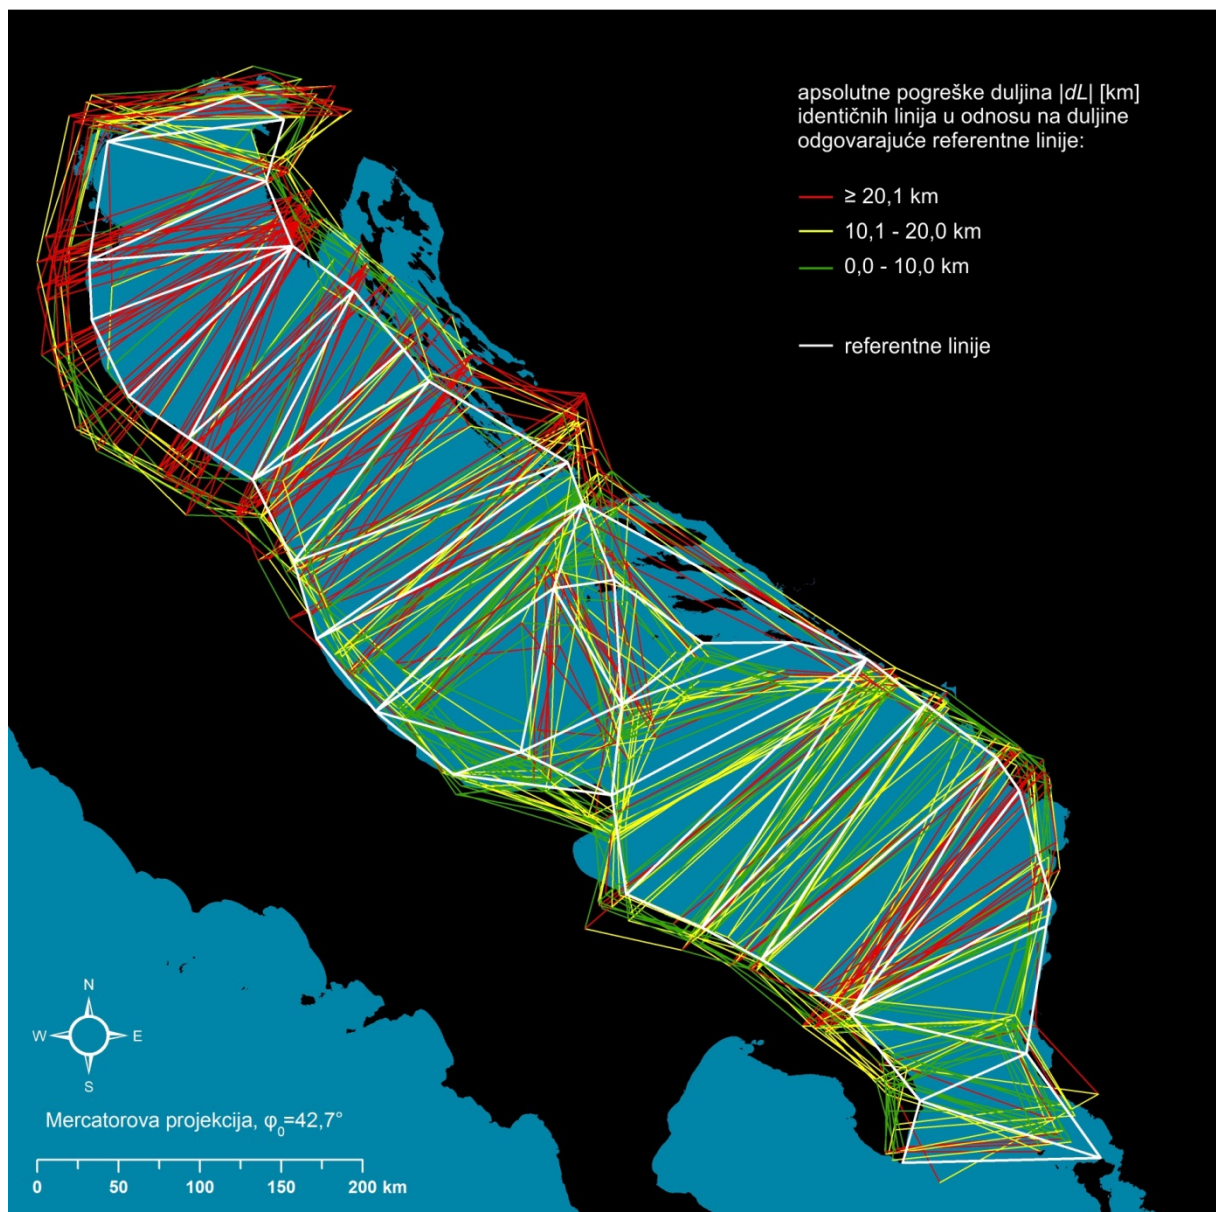 apsolutne pogreške duljina |dL| [km]
identičnih linija u odnosu na duljine
odgovarajuće referentne linije:
≥ 20,1 km
10,1 - 20,0 km
0,0 - 10,0 km
referentne linije
N
W E
S
Mercatorova projekcija, φ₀=42,7°
0 50 100 150 200 km